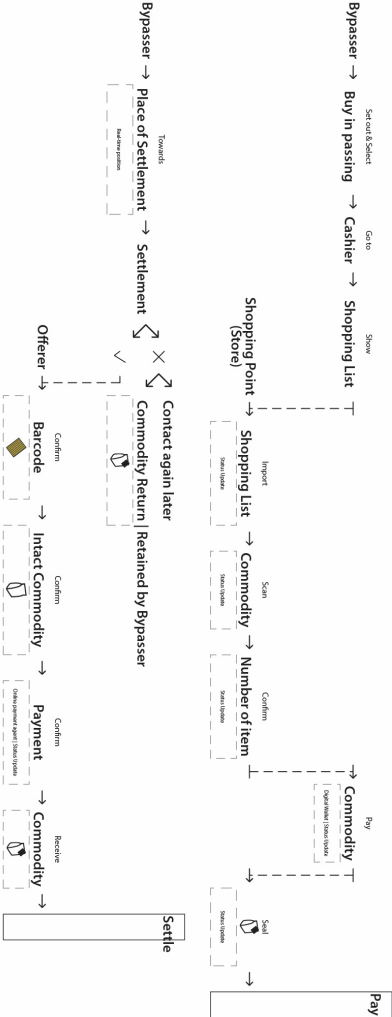 Bypasser → Buy in passing → Cashier → Shopping List
Set out & Select
Go to
Show
Shopping Point
(Store)
→ Shopping List → Commodity → Number of item
Import
Scan
Confirm
Status Update
Status Update
Status Update
Pay
Commodity
Digital Wallet | Status Update
Seal
Status Update
→
Pay
Bypasser → Place of Settlement → Settlement
Towards
Real-time position
Contact again later
Commodity Return | Retained by Bypasser
Offerer → Barcode → Intact Commodity → Payment → Commodity →
Confirm
Confirm
Confirm
Receive
Online payment agent | Status Update
Settle